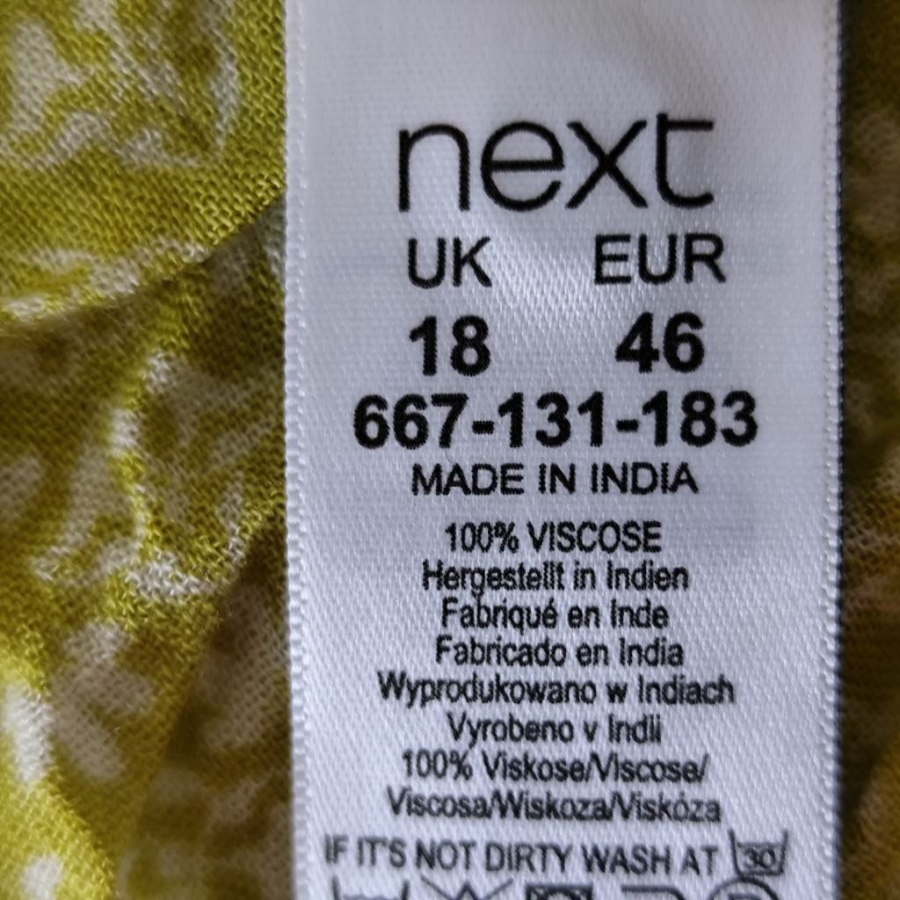 next
UK EUR
18 46
667-131-183
MADE IN INDIA
100% VISCOSE
Hergestellt in Indien
Fabriqué en Inde
Fabricado en India
Wyprodukowano w Indiach
Vyrobeno v Indii
100% Viskose/Viscose/
Viscosa/Wiskoza/Viskóza
IF IT'S NOT DIRTY WASH AT 30